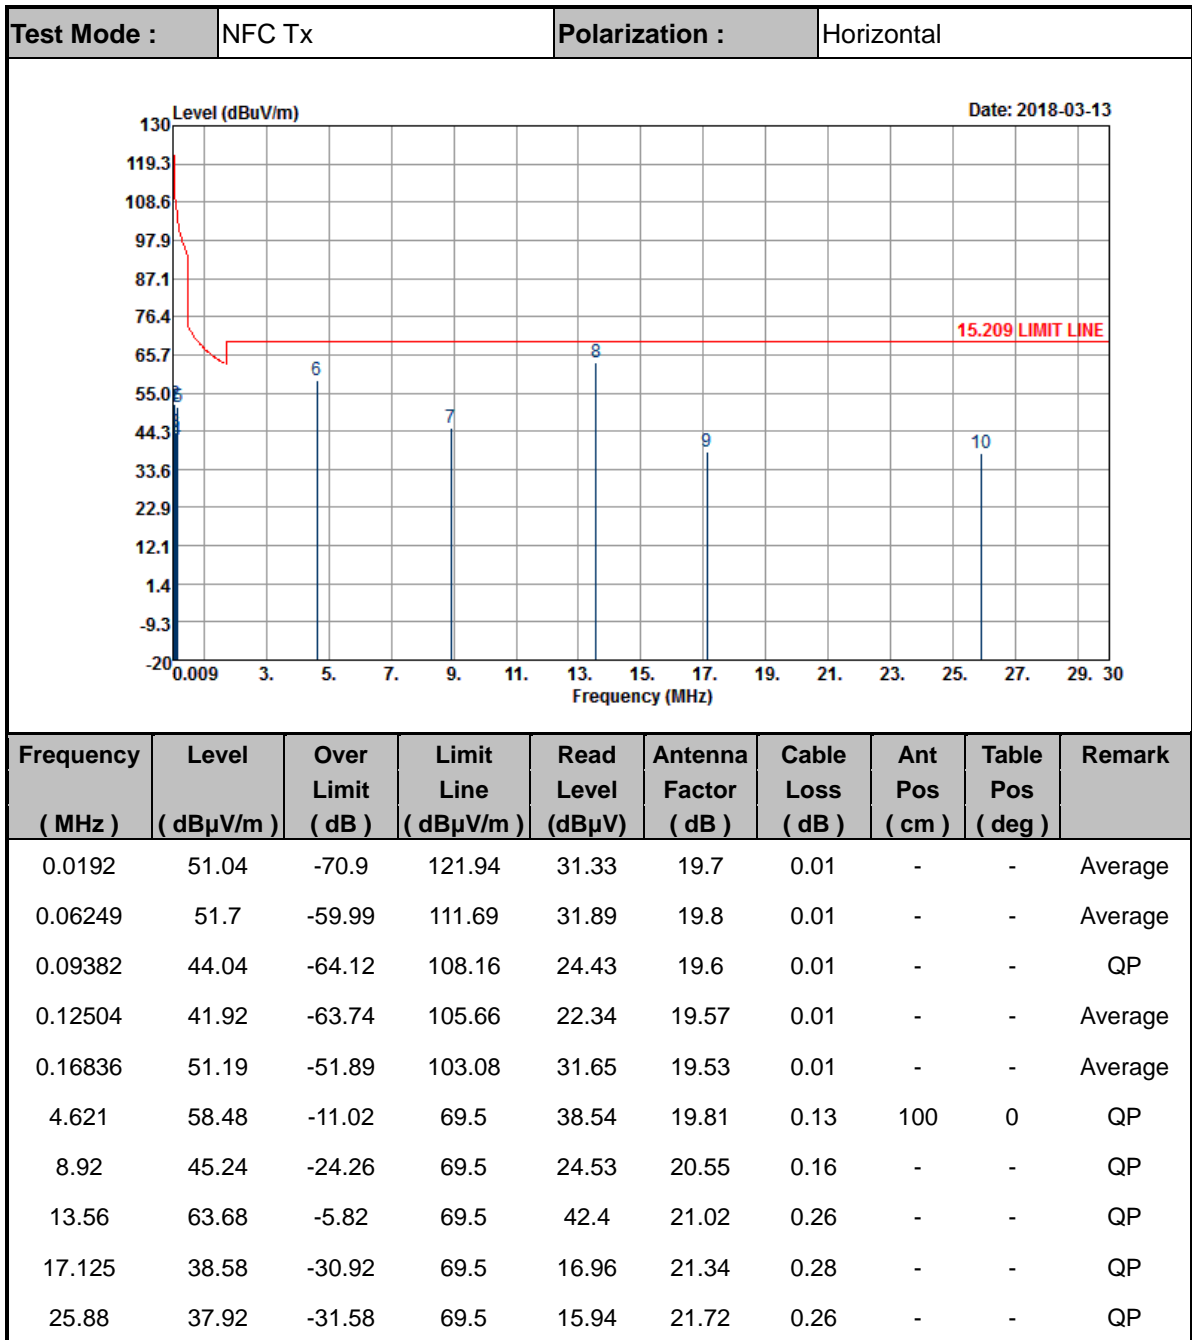 Test Mode : NFC Tx Polarization : Horizontal
Level (dBuV/m) Date: 2018-03-13
130
119.3
108.6
97.9
87.1
76.4
15.209 LIMIT LINE
65.7
8
6
55.0
5
7
44.3
9
10
33.6
22.9
12.1
1.4
-9.3
-20
0.009 3. 5. 7. 9. 11. 13. 15. 17. 19. 21. 23. 25. 27. 29. 30
Frequency (MHz)
Frequency Level Over Limit Read Antenna Cable Ant Table Remark
Limit Line Level Factor Loss Pos Pos
( MHz ) ( dBµV/m ) ( dB ) ( dBµV/m ) (dBµV) ( dB ) ( dB ) ( cm ) ( deg )
0.0192 51.04 -70.9 121.94 31.33 19.7 0.01 - - Average
0.06249 51.7 -59.99 111.69 31.89 19.8 0.01 - - Average
0.09382 44.04 -64.12 108.16 24.43 19.6 0.01 - - QP
0.12504 41.92 -63.74 105.66 22.34 19.57 0.01 - - Average
0.16836 51.19 -51.89 103.08 31.65 19.53 0.01 - - Average
4.621 58.48 -11.02 69.5 38.54 19.81 0.13 100 0 QP
8.92 45.24 -24.26 69.5 24.53 20.55 0.16 - - QP
13.56 63.68 -5.82 69.5 42.4 21.02 0.26 - - QP
17.125 38.58 -30.92 69.5 16.96 21.34 0.28 - - QP
25.88 37.92 -31.58 69.5 15.94 21.72 0.26 - - QP